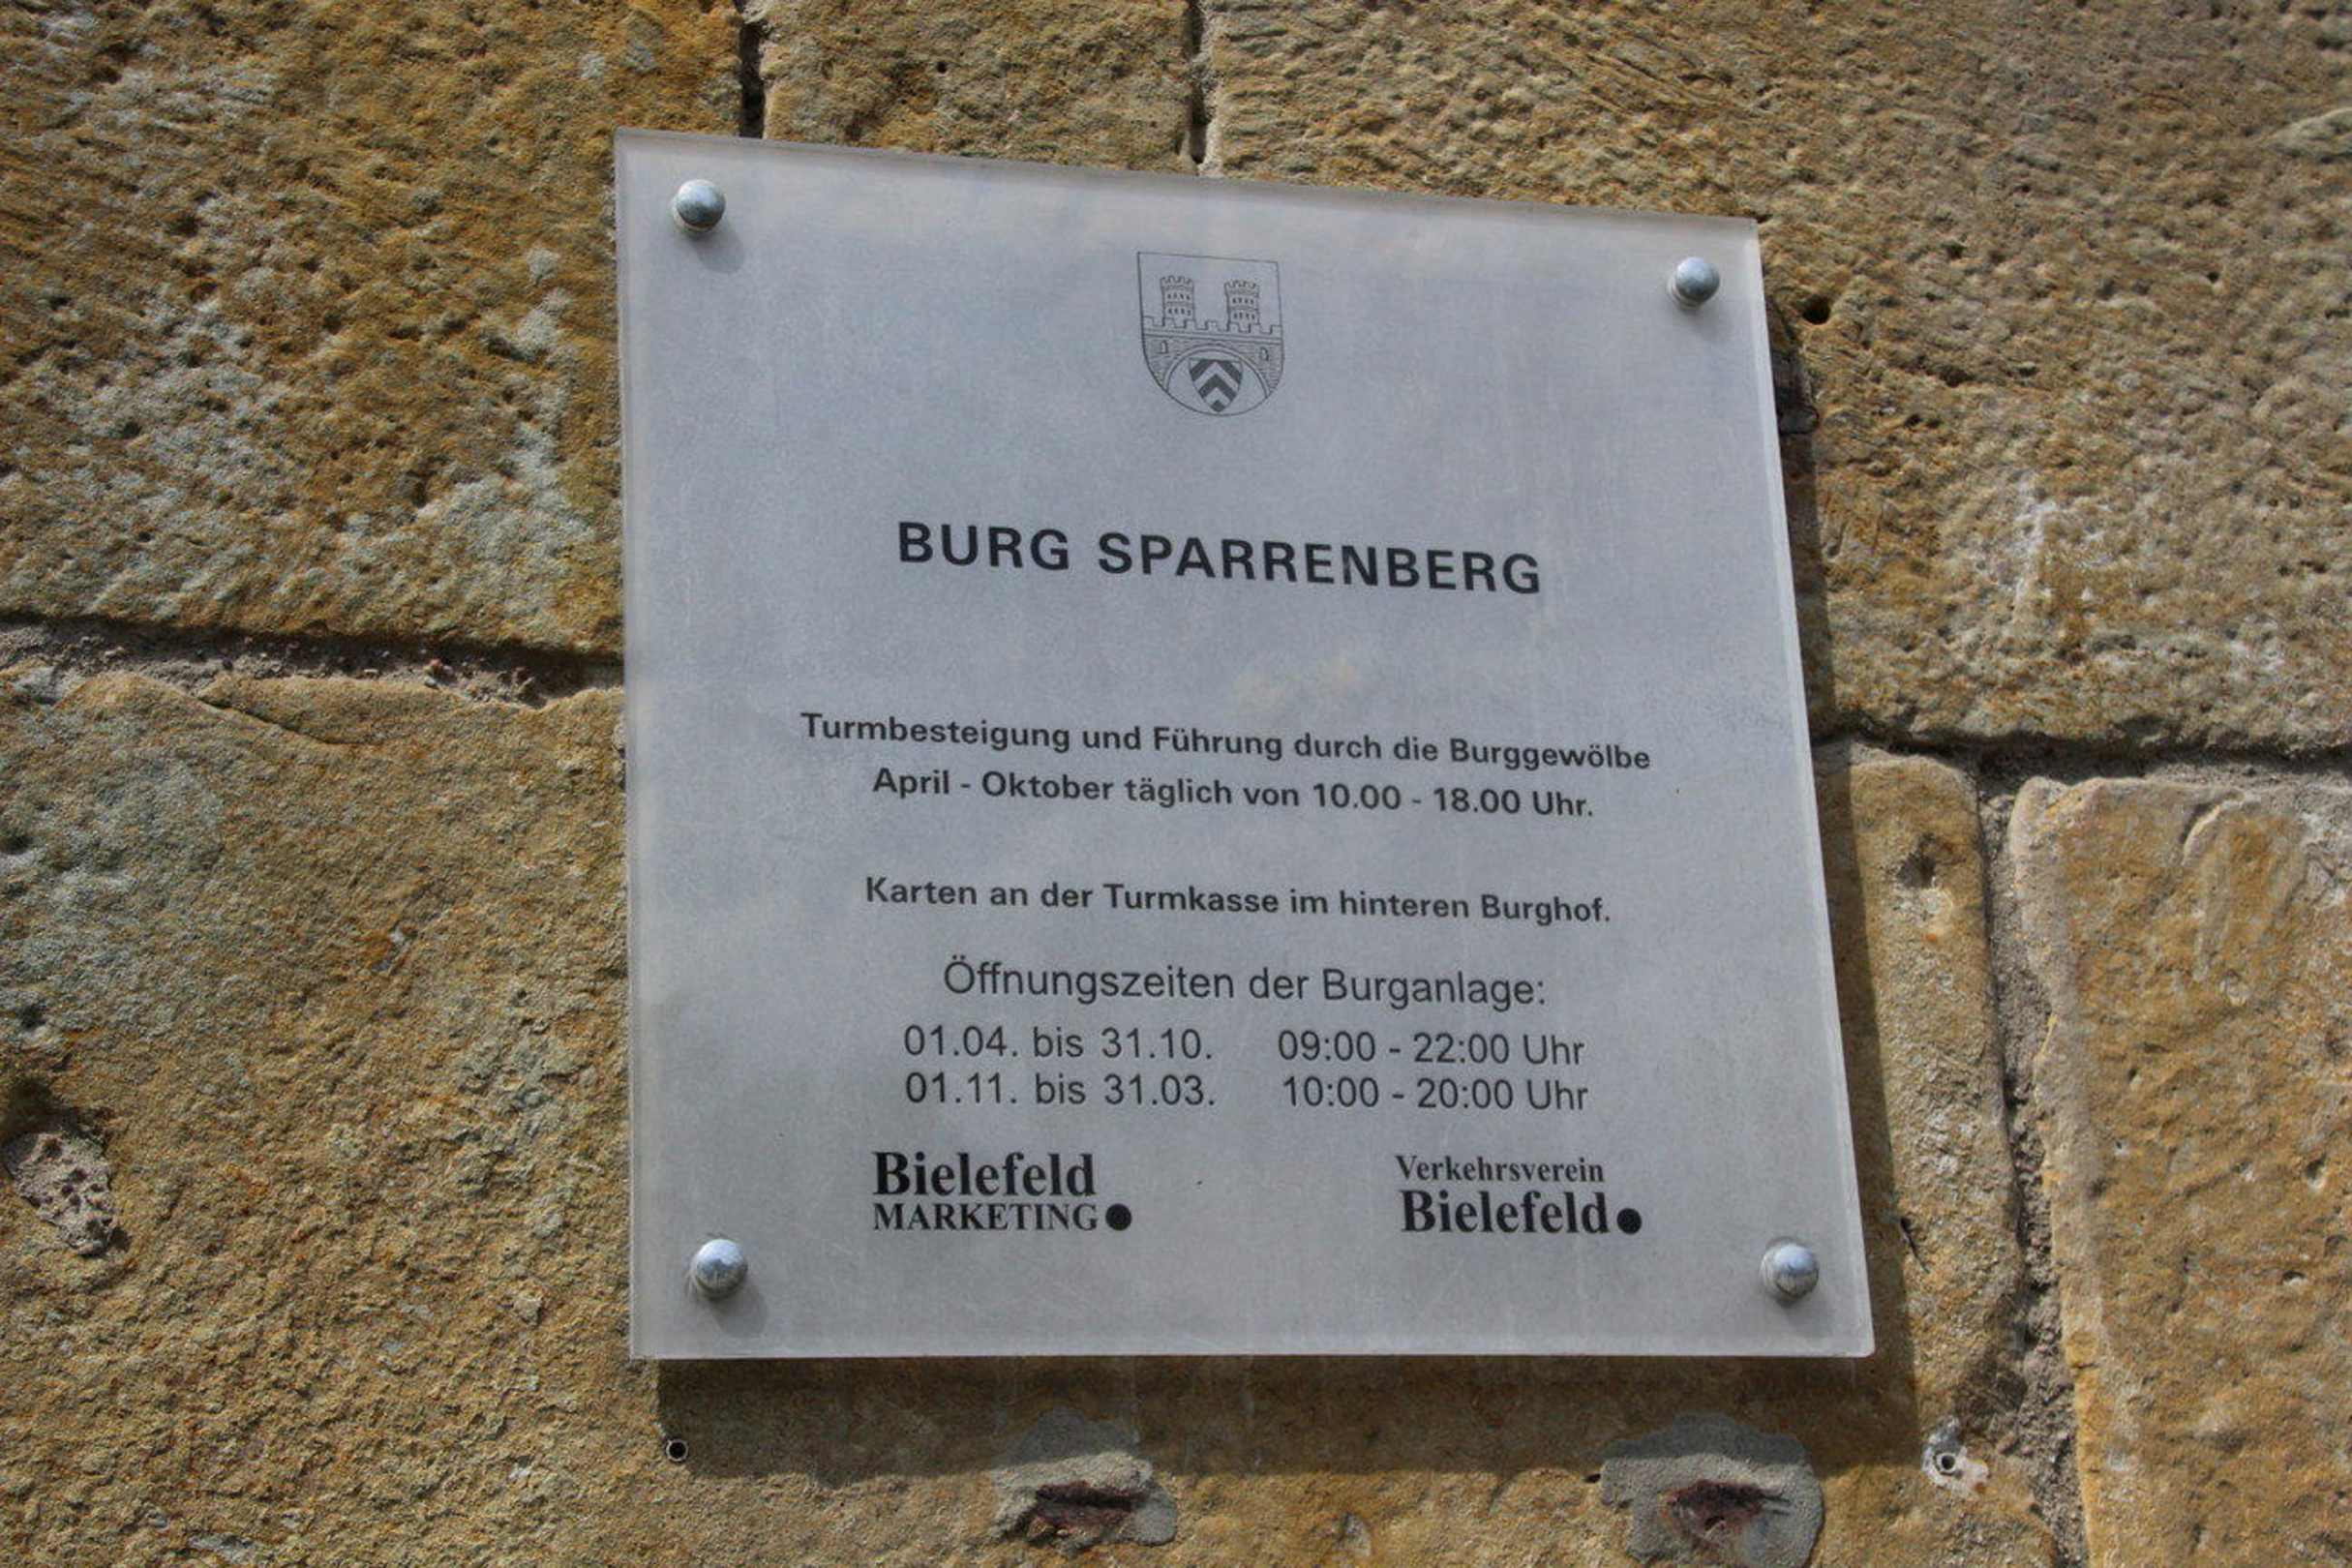 BURG SPARRENBERG
Turmbesteigung und Führung durch die Burggewölbe
April - Oktober täglich von 10.00 - 18.00 Uhr.
Karten an der Turmkasse im hinteren Burghof.
Öffnungszeiten der Burganlage:
01.04. bis 31.10. 09:00 - 22:00 Uhr
01.11. bis 31.03. 10:00 - 20:00 Uhr
Bielefeld
MARKETING
Verkehrsverein
Bielefeld